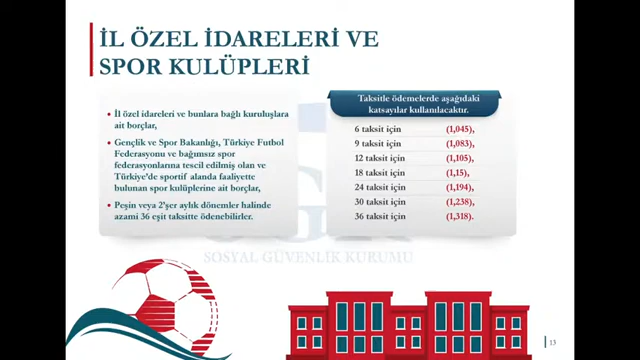 İL ÖZEL İDARELERİ VE
SPOR KULÜPLERİ
• İl özel idareleri ve bunlara bağlı kuruluşlara
ait borçlar,
• Gençlik ve Spor Bakanlığı, Türkiye Futbol
Federasyonu ve bağımsız spor
federasyonlarına tescil edilmiş olan ve
Türkiye'de sportif alanda faaliyette
bulunan spor kulüplerine ait borçlar,
• Peşin veya 2'şer aylık dönemler halinde
azami 36 eşit taksitte ödenebilirler.
Taksitle ödemelerde aşağıdaki
katsayılar kullanılacaktır.
6 taksit için (1,045),
9 taksit için (1,083),
12 taksit için (1,105),
18 taksit için (1,15),
24 taksit için (1,194),
30 taksit için (1,238),
36 taksit için (1,318).
SOSYAL GÜVENLİK KURUMU
13